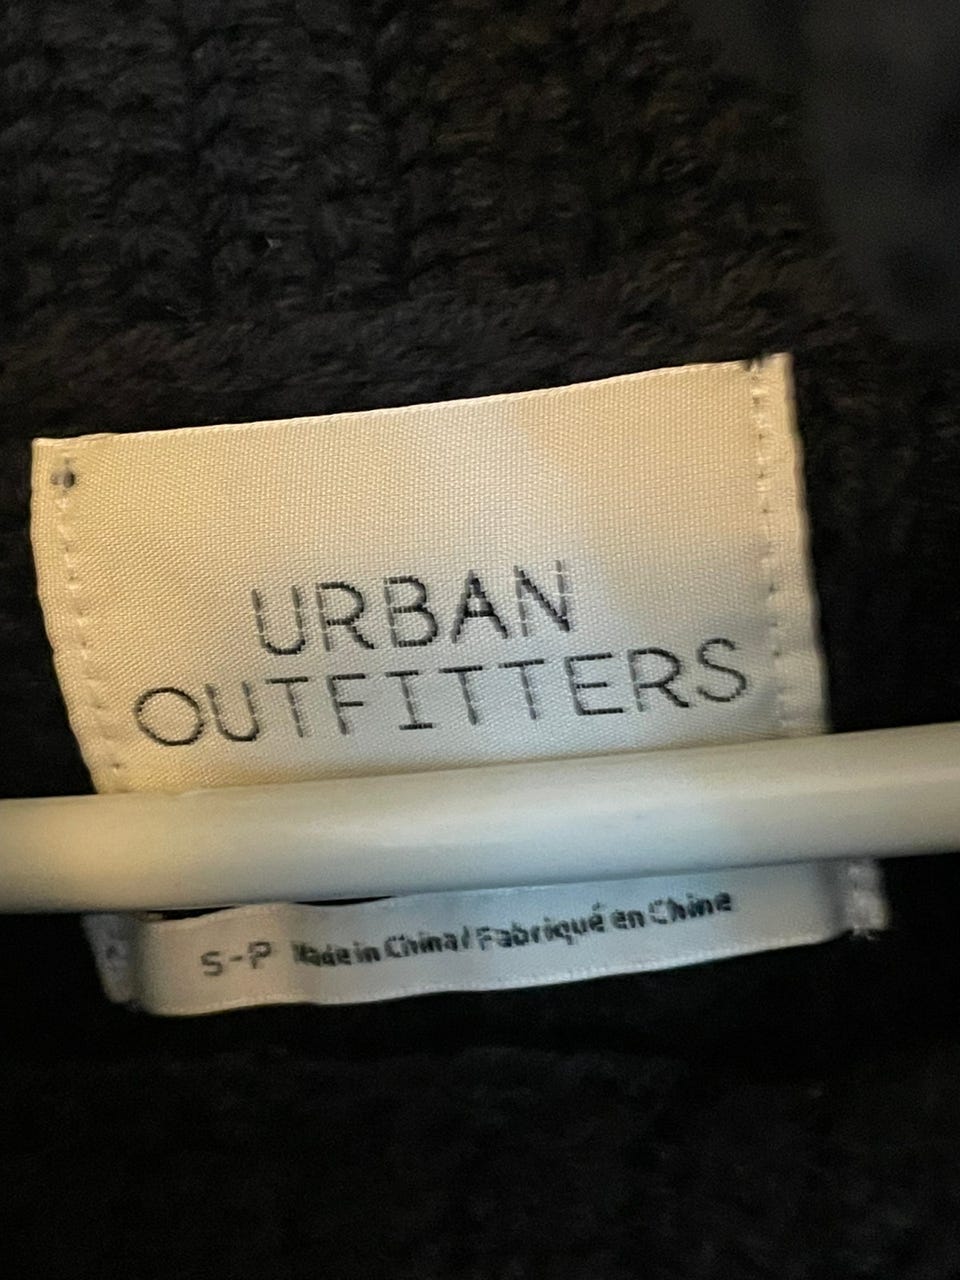 URBAN
OUTFITTERS
S-P Made in China / Fabriqué en Chine